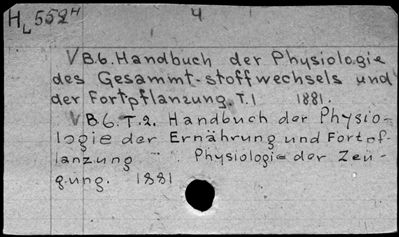 HL 552H 4
V B.6. Handbuch der Physiologie
des Gesammt-stoffwechsels und
der Fortpflanzung. T.1 1881.
V B6. T.2. Handbuch der Physio-
logie der Ernährung und Fortpf-
lanzung Physiologie der Zeu-
gung. 1881